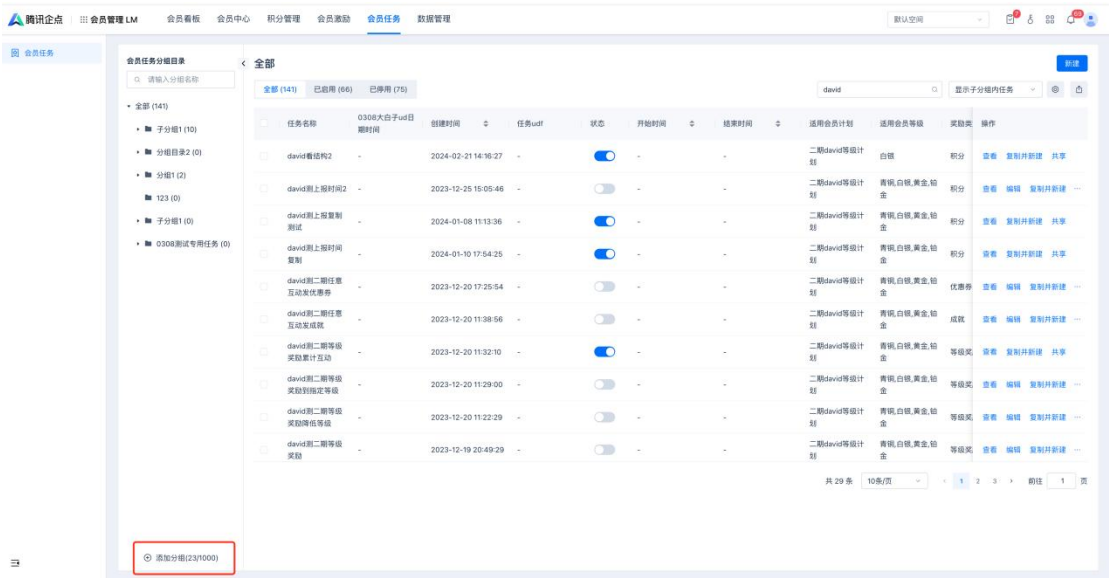 腾讯企点 会员管理 LM 会员看板 会员中心 积分管理 会员激励 会员任务 数据管理 默认空间 7 63
会员任务
会员任务分组目录
请输入分组名称
全部 (141)
子分组1 (10)
分组目录2 (0)
分组1 (2)
123 (0)
子分组1 (0)
0308测试专用任务 (0)
添加分组(23/1000)
全部 新建
全部 (141) 已启用 (66) 已停用 (75) david 显示子分组内任务
任务名称 0308大白子ud日期时间 创建时间 任务udf 状态 开始时间 结束时间 适用会员计划 适用会员等级 奖励类 操作
david看结构2 - 2024-02-21 14:16:27 - - - 二期david等级计划 白银 积分 查看 复制并新建 共享
david测上报时间2 - 2023-12-25 15:05:46 - - - 二期david等级计划 青铜,白银,黄金,铂金 积分 查看 编辑 复制并新建 ...
david测上报复制测试 - 2024-01-08 11:13:36 - - - 二期david等级计划 青铜,白银,黄金,铂金 积分 查看 复制并新建 共享
david测上报时间复制 - 2024-01-10 17:54:25 - - - 二期david等级计划 青铜,白银,黄金,铂金 积分 查看 复制并新建 共享
david测二期任意互动发优惠券 - 2023-12-20 17:25:54 - - - 二期david等级计划 青铜,白银,黄金,铂金 优惠券 查看 编辑 复制并新建 ...
david测二期任意互动发成就 - 2023-12-20 11:38:56 - - - 二期david等级计划 青铜,白银,黄金,铂金 成就 查看 编辑 复制并新建 ...
david测二期等级奖励累计互动 - 2023-12-20 11:32:10 - - - 二期david等级计划 青铜,白银,黄金,铂金 等级奖 查看 复制并新建 共享
david测二期等级奖励到指定等级 - 2023-12-20 11:29:00 - - - 二期david等级计划 青铜,白银,黄金,铂金 等级奖 查看 编辑 复制并新建 ...
david测二期等级奖励降低等级 - 2023-12-20 11:22:29 - - - 二期david等级计划 青铜,白银,黄金,铂金 等级奖 查看 编辑 复制并新建 ...
david测二期等级奖励 - 2023-12-19 20:49:29 - - - 二期david等级计划 青铜,白银,黄金,铂金 等级奖 查看 编辑 复制并新建 ...
共 29 条 10条/页 1 2 3 前往 1 页